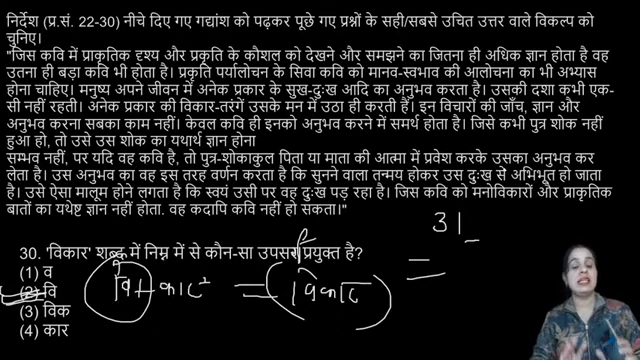 निर्देश (प्र.सं. 22-30) नीचे दिए गए गद्यांश को पढ़कर पूछे गए प्रश्नों के सही/सबसे उचित उत्तर वाले विकल्प को
चुनिए।
"जिस कवि में प्राकृतिक दृश्य और प्रकृति के कौशल को देखने और समझने का जितना ही अधिक ज्ञान होता है वह
उतना ही बड़ा कवि भी होता है। प्रकृति पर्यालोचन के सिवा कवि को मानव-स्वभाव की आलोचना का भी अभ्यास
होना चाहिए। मनुष्य अपने जीवन में अनेक प्रकार के सुख-दुःख आदि का अनुभव करता है। उसकी दशा कभी एक-
सी नहीं रहती। अनेक प्रकार की विकार-तरंगें उसके मन में उठा ही करती हैं। इन विचारों की जाँच, ज्ञान और
अनुभव करना सबका काम नहीं। केवल कवि ही इनको अनुभव करने में समर्थ होता है। जिसे कभी पुत्र शोक नहीं
हुआ हो, तो उसे उस शोक का यथार्थ ज्ञान होना
सम्भव नहीं, पर यदि वह कवि है, तो पुत्र-शोकाकुल पिता या माता की आत्मा में प्रवेश करके उसका अनुभव कर
लेता है। उस अनुभव का वह इस तरह वर्णन करता है कि सुनने वाला तन्मय होकर उस दुःख से अभिभूत हो जाता
है। उसे ऐसा मालूम होने लगता है कि स्वयं उसी पर वह दुःख पड़ रहा है। जिस कवि को मनोविकारों और प्राकृतिक
बातों का यथेष्ट ज्ञान नहीं होता। वह कदापि कवि नहीं हो सकता।"
30. 'विकार' शब्द में निम्न में से कौन-सा उपसर्ग प्रयुक्त है?
(1) व
(2) वि
(3) विक
(4) कार
वि + कार = (विकार)